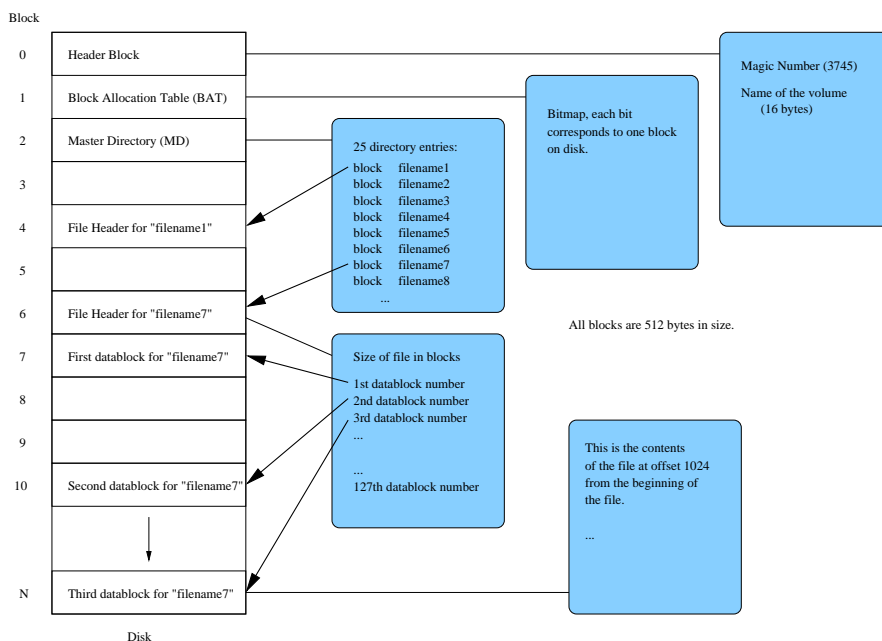 Block
0
Header Block
1
Block Allocation Table (BAT)
2
Master Directory (MD)
3
4
File Header for "filename1"
5
6
File Header for "filename7"
7
First datablock for "filename7"
8
9
10
Second datablock for "filename7"
N
Third datablock for "filename7"
Disk
25 directory entries:
block filename1
block filename2
block filename3
block filename4
block filename5
block filename6
block filename7
block filename8
...
Size of file in blocks
1st datablock number
2nd datablock number
3rd datablock number
...
...
127th datablock number
Bitmap, each bit
corresponds to one block
on disk.
Magic Number (3745)
Name of the volume
(16 bytes)
All blocks are 512 bytes in size.
This is the contents
of the file at offset 1024
from the beginning of
the file.
...